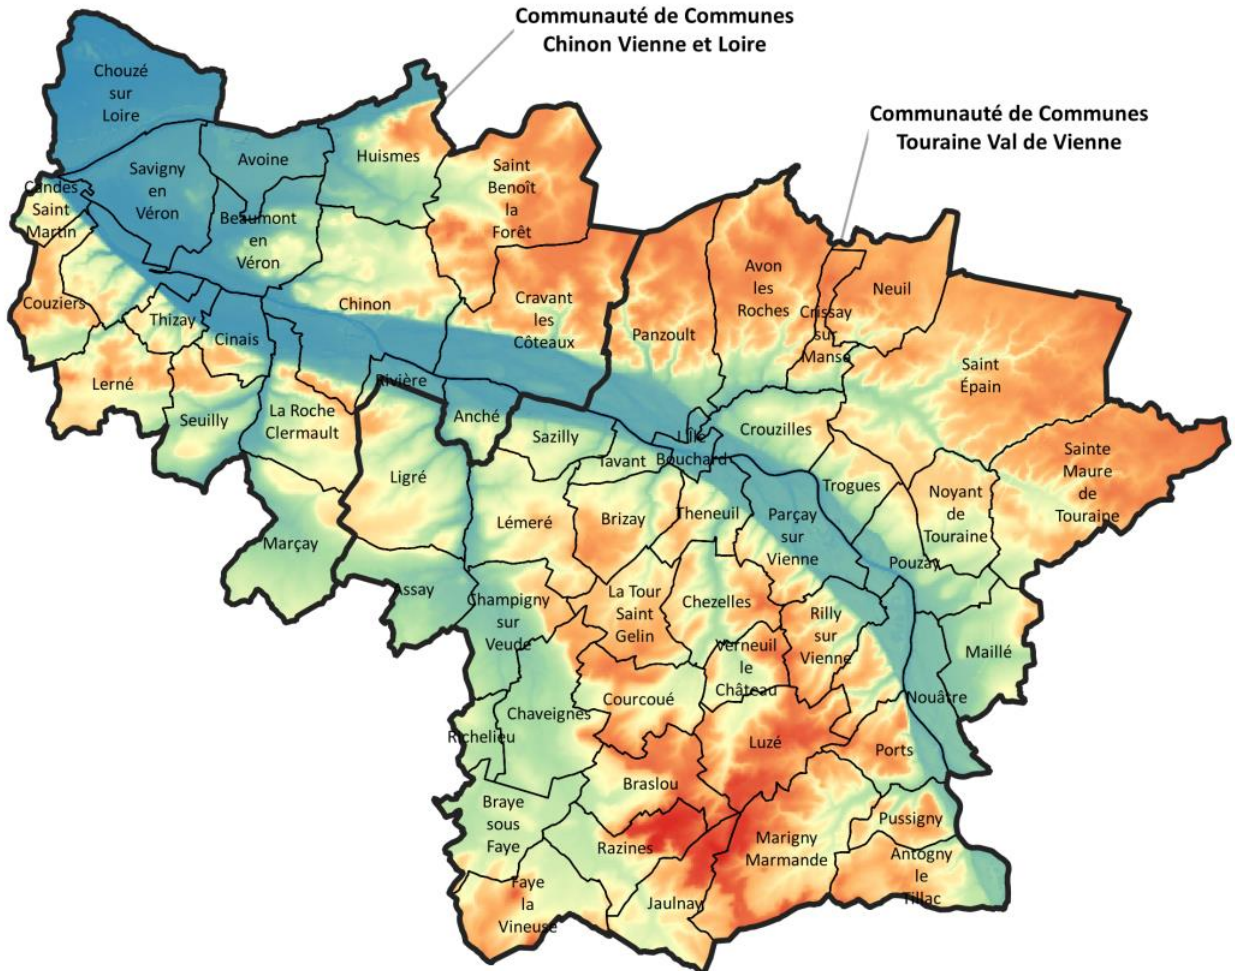 Communauté de Communes
Chinon Vienne et Loire
Communauté de Communes
Touraine Val de Vienne
Chouzé
sur
Loire
Savigny
en
Véron
Avoine
Huismes
Saint
Benoît
la
Forêt
Candes
Saint
Martin
Beaumont
en
Véron
Couziers
Thizay
Cinais
Chinon
Cravant
les
Côteaux
Panzoult
Avon
les
Roches
Crissay
sur
Manse
Neuil
Saint
Épain
Lerné
Seuilly
La Roche
Clermault
Rivière
Anché
Ligré
Sazilly
Tavant
L'Île
Bouchard
Crouzilles
Trogues
Noyant
de
Touraine
Sainte
Maure
de
Touraine
Marçay
Assay
Lémeré
Brizay
Theneuil
Parçay
sur
Vienne
Pouzay
Champigny
sur
Veude
La Tour
Saint
Gelin
Chezelles
Rilly
sur
Vienne
Maillé
Verneuil
le
Château
Nouâtre
Richelieu
Chaveignes
Courcoué
Luzé
Ports
Braslou
Braye
sous
Faye
Razines
Marigny
Marmande
Pussigny
Antogny
le
Tillac
Faye
la
Vineuse
Jaulnay